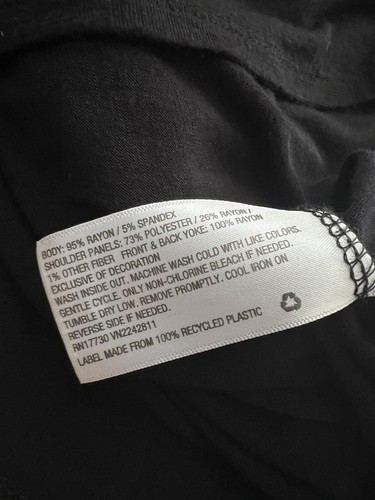 BODY: 95% RAYON / 5% SPANDEX
SHOULDER PANELS: 73% POLYESTER / 26% RAYON /
1% OTHER FIBER FRONT & BACK YOKE: 100% RAYON
EXCLUSIVE OF DECORATION
WASH INSIDE OUT. MACHINE WASH COLD WITH LIKE COLORS.
GENTLE CYCLE. ONLY NON-CHLORINE BLEACH IF NEEDED.
TUMBLE DRY LOW. REMOVE PROMPTLY. COOL IRON ON
REVERSE SIDE IF NEEDED.
RN17730 VN2242811
LABEL MADE FROM 100% RECYCLED PLASTIC